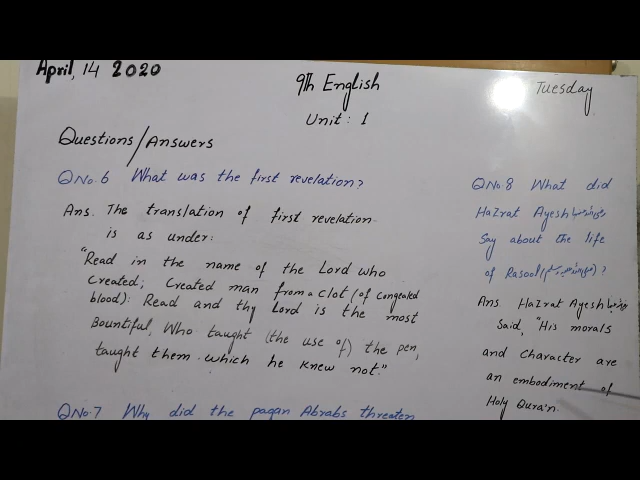 April, 14 2020
9th English
Tuesday
Unit: 1
Questions/Answers
Q No.6 What was the first revelation?
Ans. The translation of first revelation
is as under:
"Read in the name of the Lord who
created; Created man from a clot (of congealed
blood): Read and thy Lord is the most
Bountiful, Who taught (the use of) the pen,
taught them which he knew not."
Q No.7 Why did the pagan Abrabs threaten
Q No.8 What did
Hazrat Ayesh
Say about the life
of Rasool ( ) ?
Ans. Hazrat Ayesh
Said, "His morals
and Character are
an embodiment of
Holy Qura'n.